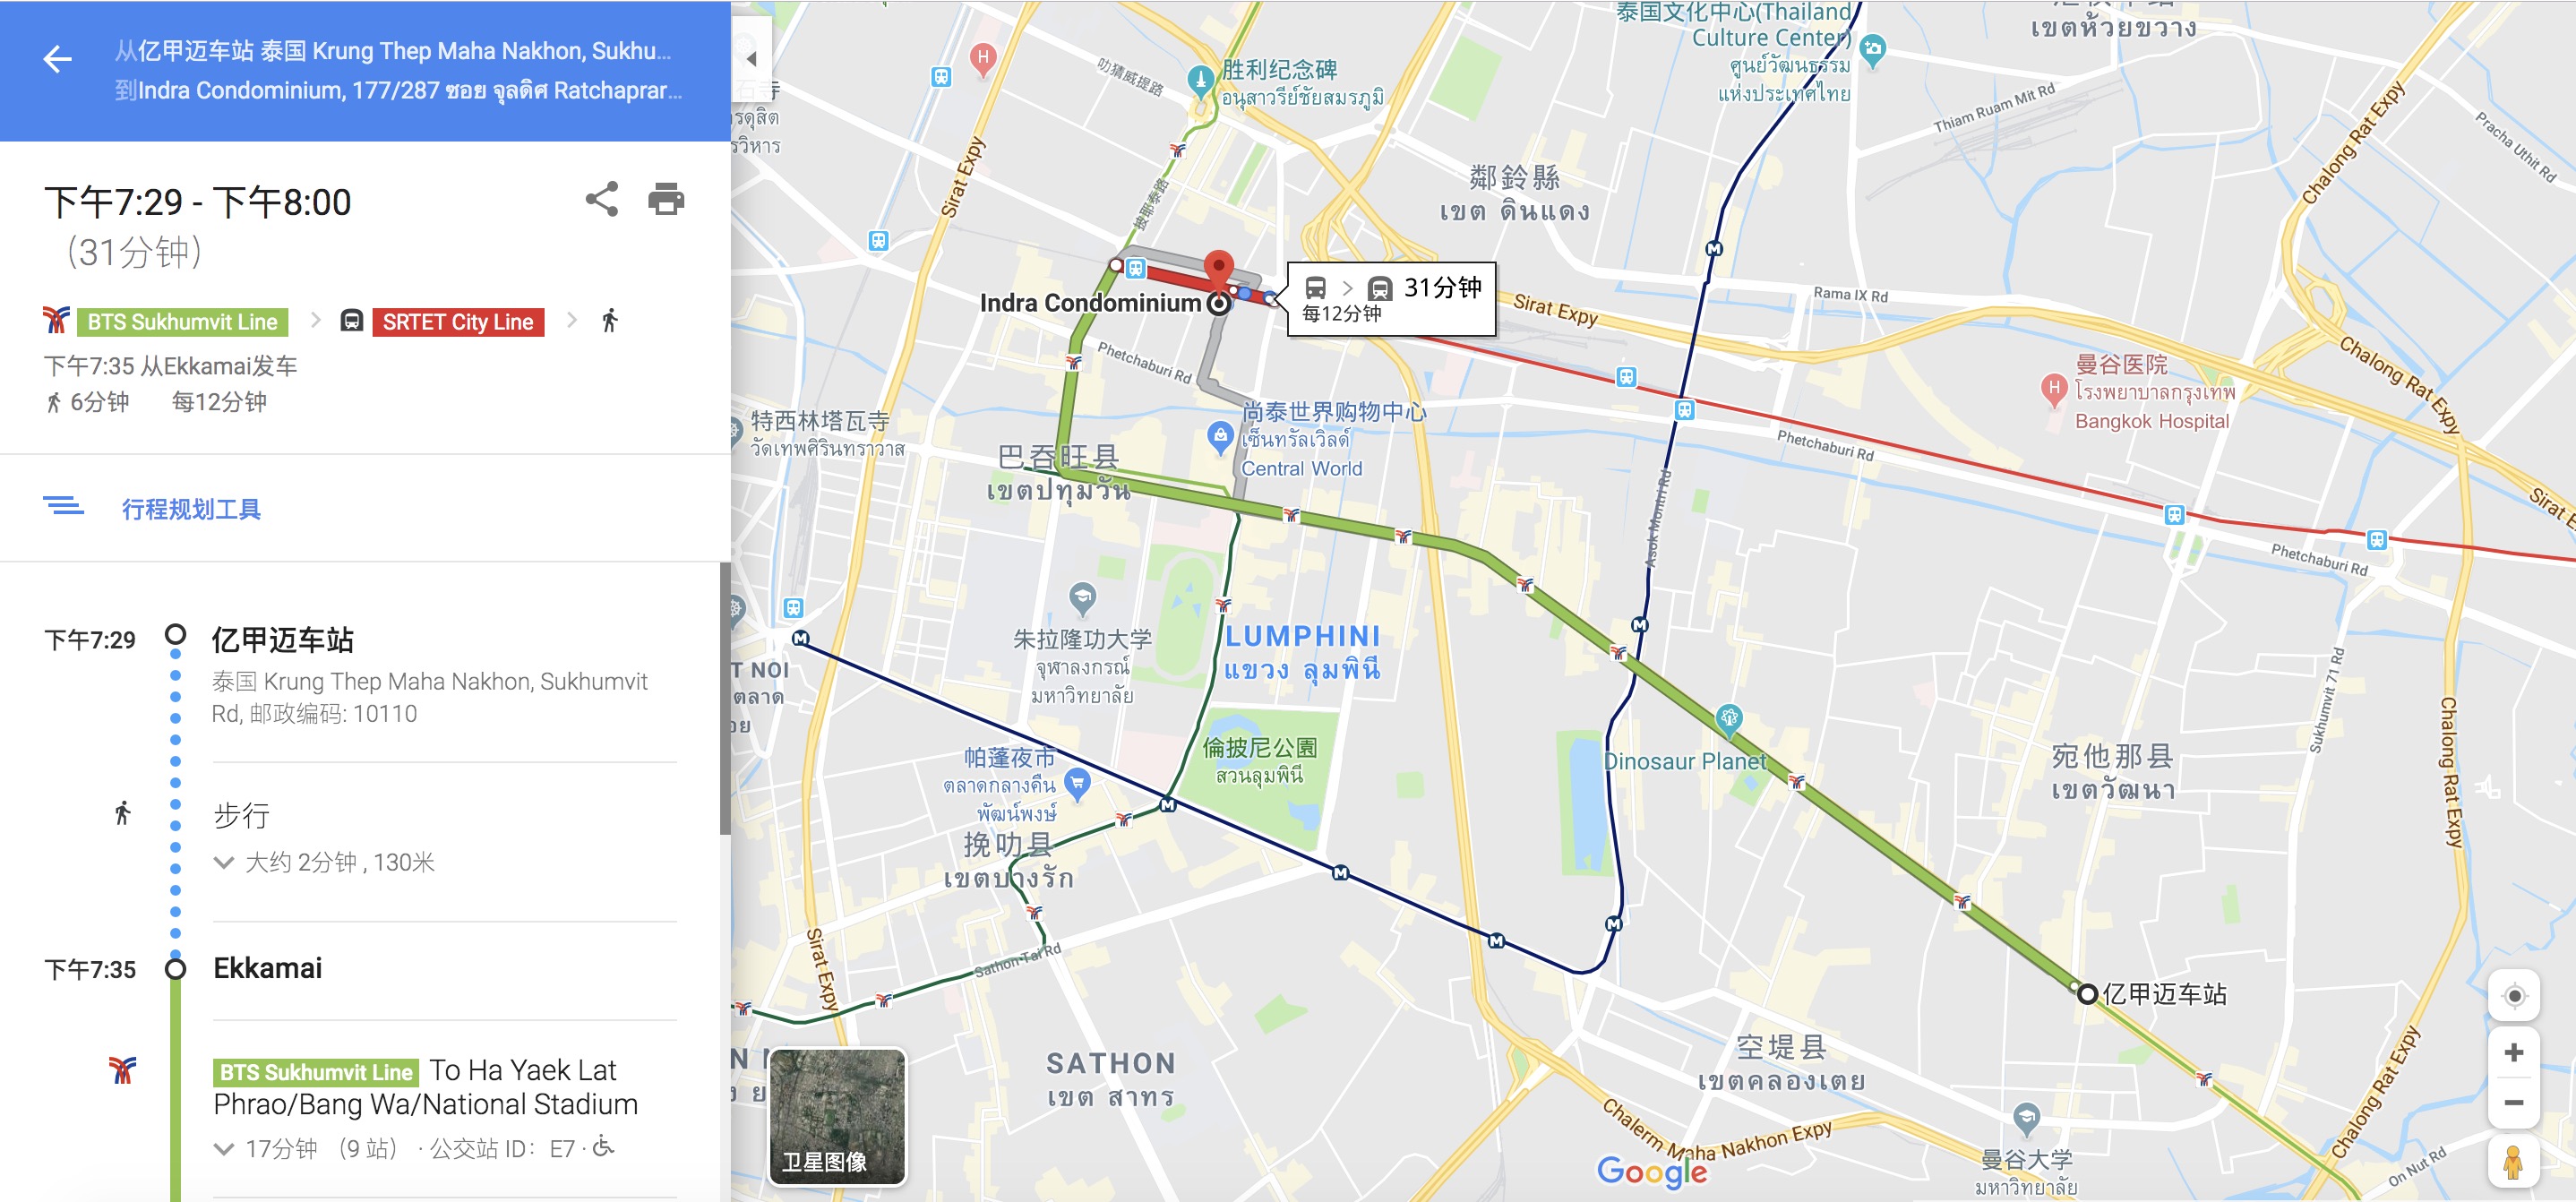 从亿甲迈车站 泰国 Krung Thep Maha Nakhon, Sukhu...
到Indra Condominium, 177/287 ซอย จุลดิศ Ratchaprar...
下午7:29 - 下午8:00
（31分钟）
BTS Sukhumvit Line
SRTET City Line
下午7:35 从Ekkamai发车
6分钟 每12分钟
行程规划工具
下午7:29
亿甲迈车站
泰国 Krung Thep Maha Nakhon, Sukhumvit
Rd, 邮政编码: 10110
步行
大约 2分钟 , 130米
下午7:35
Ekkamai
BTS Sukhumvit Line To Ha Yaek Lat
Phrao/Bang Wa/National Stadium
17分钟 （9 站） · 公交站 ID： E7 ·
泰国文化中心(Thailand
Culture Center)
ศูนย์วัฒนธรรม
แห่งประเทศไทย
เขตห้วยขวาง
叻猜威提路
胜利纪念碑
อนุสาวรีย์ชัยสมรภูมิ
รดุสิต
รวิหาร
Sirat Expy
披耶泰路
鄰鈴縣
เขต ดินแดง
Thiam Ruam Mit Rd
Chalong Rat Expy
Pracha Uthit Rd
Indra Condominium
31分钟
每12分钟
Sirat Expy
Rama IX Rd
Phetchaburi Rd
曼谷医院
โรงพยาบาลกรุงเทพ
Bangkok Hospital
Chalong Rat Expy
特西林塔瓦寺
วัดเทพศิรินทราวาส
尚泰世界购物中心
เซ็นทรัลเวิลด์
Central World
巴吞旺县
เขตปทุมวัน
Phetchaburi Rd
Asok Montri Rd
Sirat E
Phetchaburi Rd
朱拉隆功大学
จุฬาลงกรณ์
มหาวิทยาลัย
LUMPHINI
แขวง ลุมพินี
T NOI
ตลาด
อย
Sukhumvit 71 Rd
Chalong Rat Expy
倫披尼公園
สวนลุมพินี
帕蓬夜市
ตลาดกลางคืน
พัฒน์พงษ์
Dinosaur Planet
宛他那县
เขตวัฒนา
挽叻县
เขตบางรัก
Sirat Expy
Sathon Tai Rd
亿甲迈车站
SATHON
เขต สาทร
空堤县
เขตคลองเตย
Chalong Rat Expy
Chalerm Maha Nakhon Expy
卫星图像
Google
曼谷大学
มหาวิทยาลัย
On Nut Rd